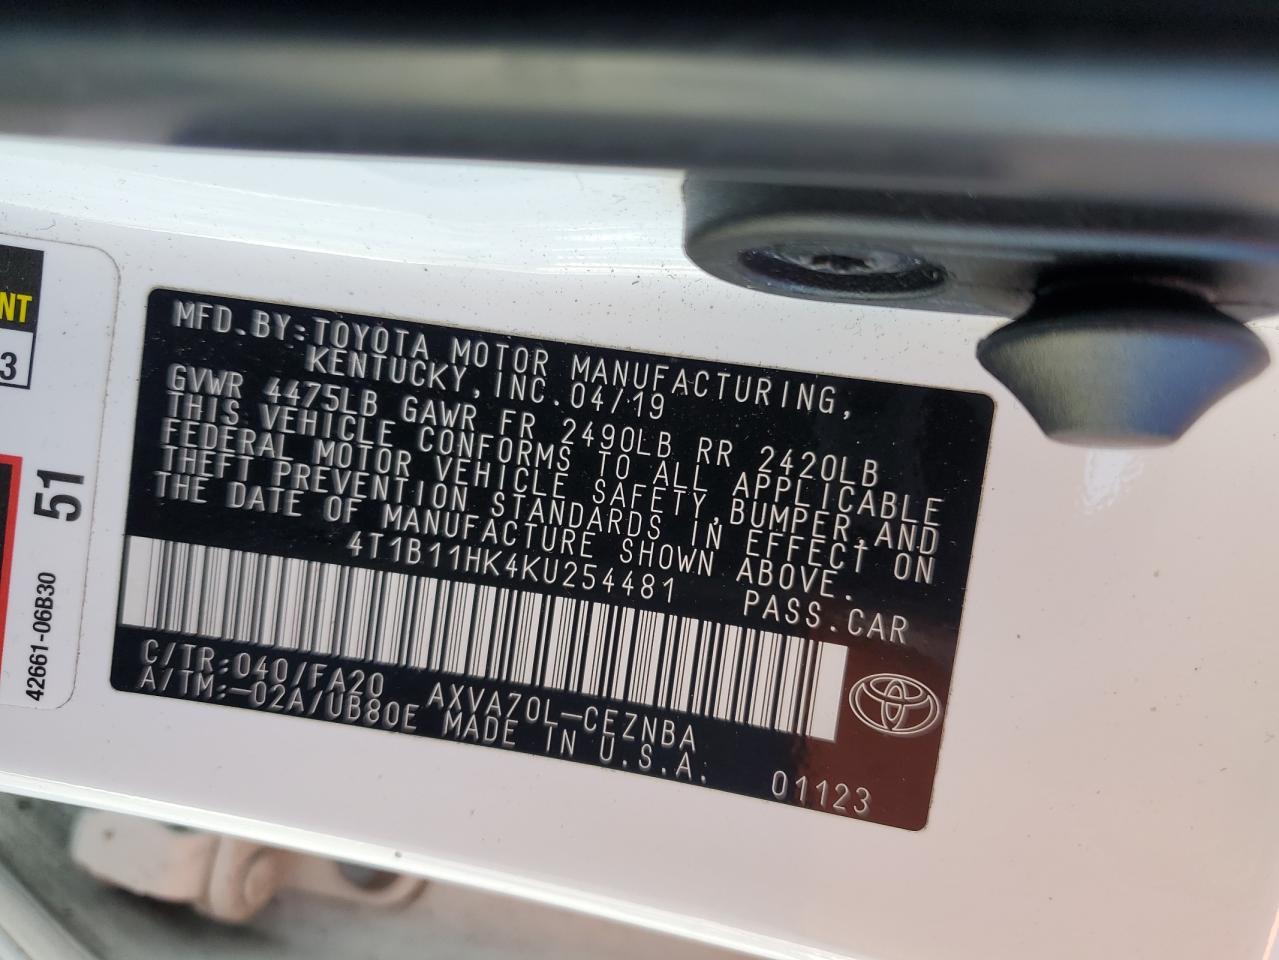 NT
3
51
42661-06B30
MFD.BY:TOYOTA MOTOR MANUFACTURING,
KENTUCKY,INC.04/19
GVWR 4475LB GAWR FR 2490LB RR 2420LB
THIS VEHICLE CONFORMS TO ALL APPLICABLE
FEDERAL MOTOR VEHICLE SAFETY,BUMPER,AND
THEFT PREVENTION STANDARDS IN EFFECT ON
THE DATE OF MANUFACTURE SHOWN ABOVE.
4T1B11HK4KU254481 PASS.CAR
C/TR:040/FA20 AXVA70L-CEZNBA
A/TM:-02A/UB80E MADE IN U.S.A.
01123